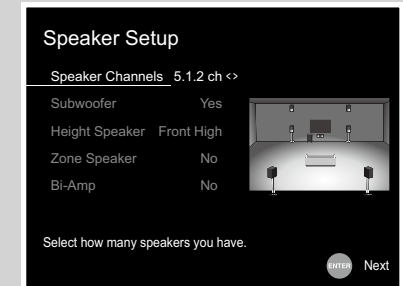 Speaker Setup
Speaker Channels 5.1.2 ch <>
Subwoofer Yes
Height Speaker Front High
Zone Speaker No
Bi-Amp No
Select how many speakers you have.
ENTER Next